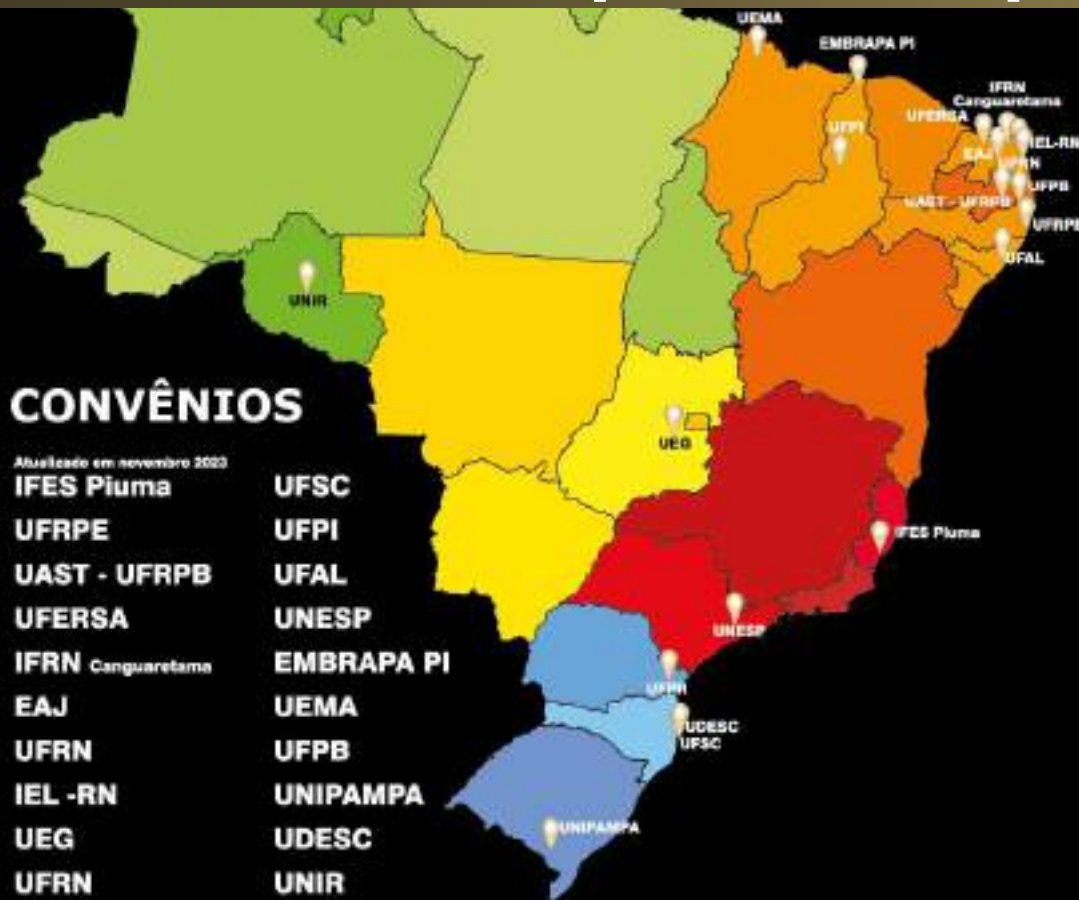 UEMA
EMBRAPA PI
IFRN
Canguaretama
UFERSA
UFPI
IEL-RN
EAJ
UFRN
UFPB
UAST - UFRPB
UFRPE
UFAL
UNIR
UEG
IFES Piuma
UNESP
UFPR
UDESC
UFSC
UNIPAMPA
CONVÊNIOS
Atualizado em novembro 2023
IFES Piuma
UFRPE
UAST - UFRPB
UFERSA
IFRN Canguaretama
EAJ
UFRN
IEL -RN
UEG
UFRN
UFSC
UFPI
UFAL
UNESP
EMBRAPA PI
UEMA
UFPB
UNIPAMPA
UDESC
UNIR